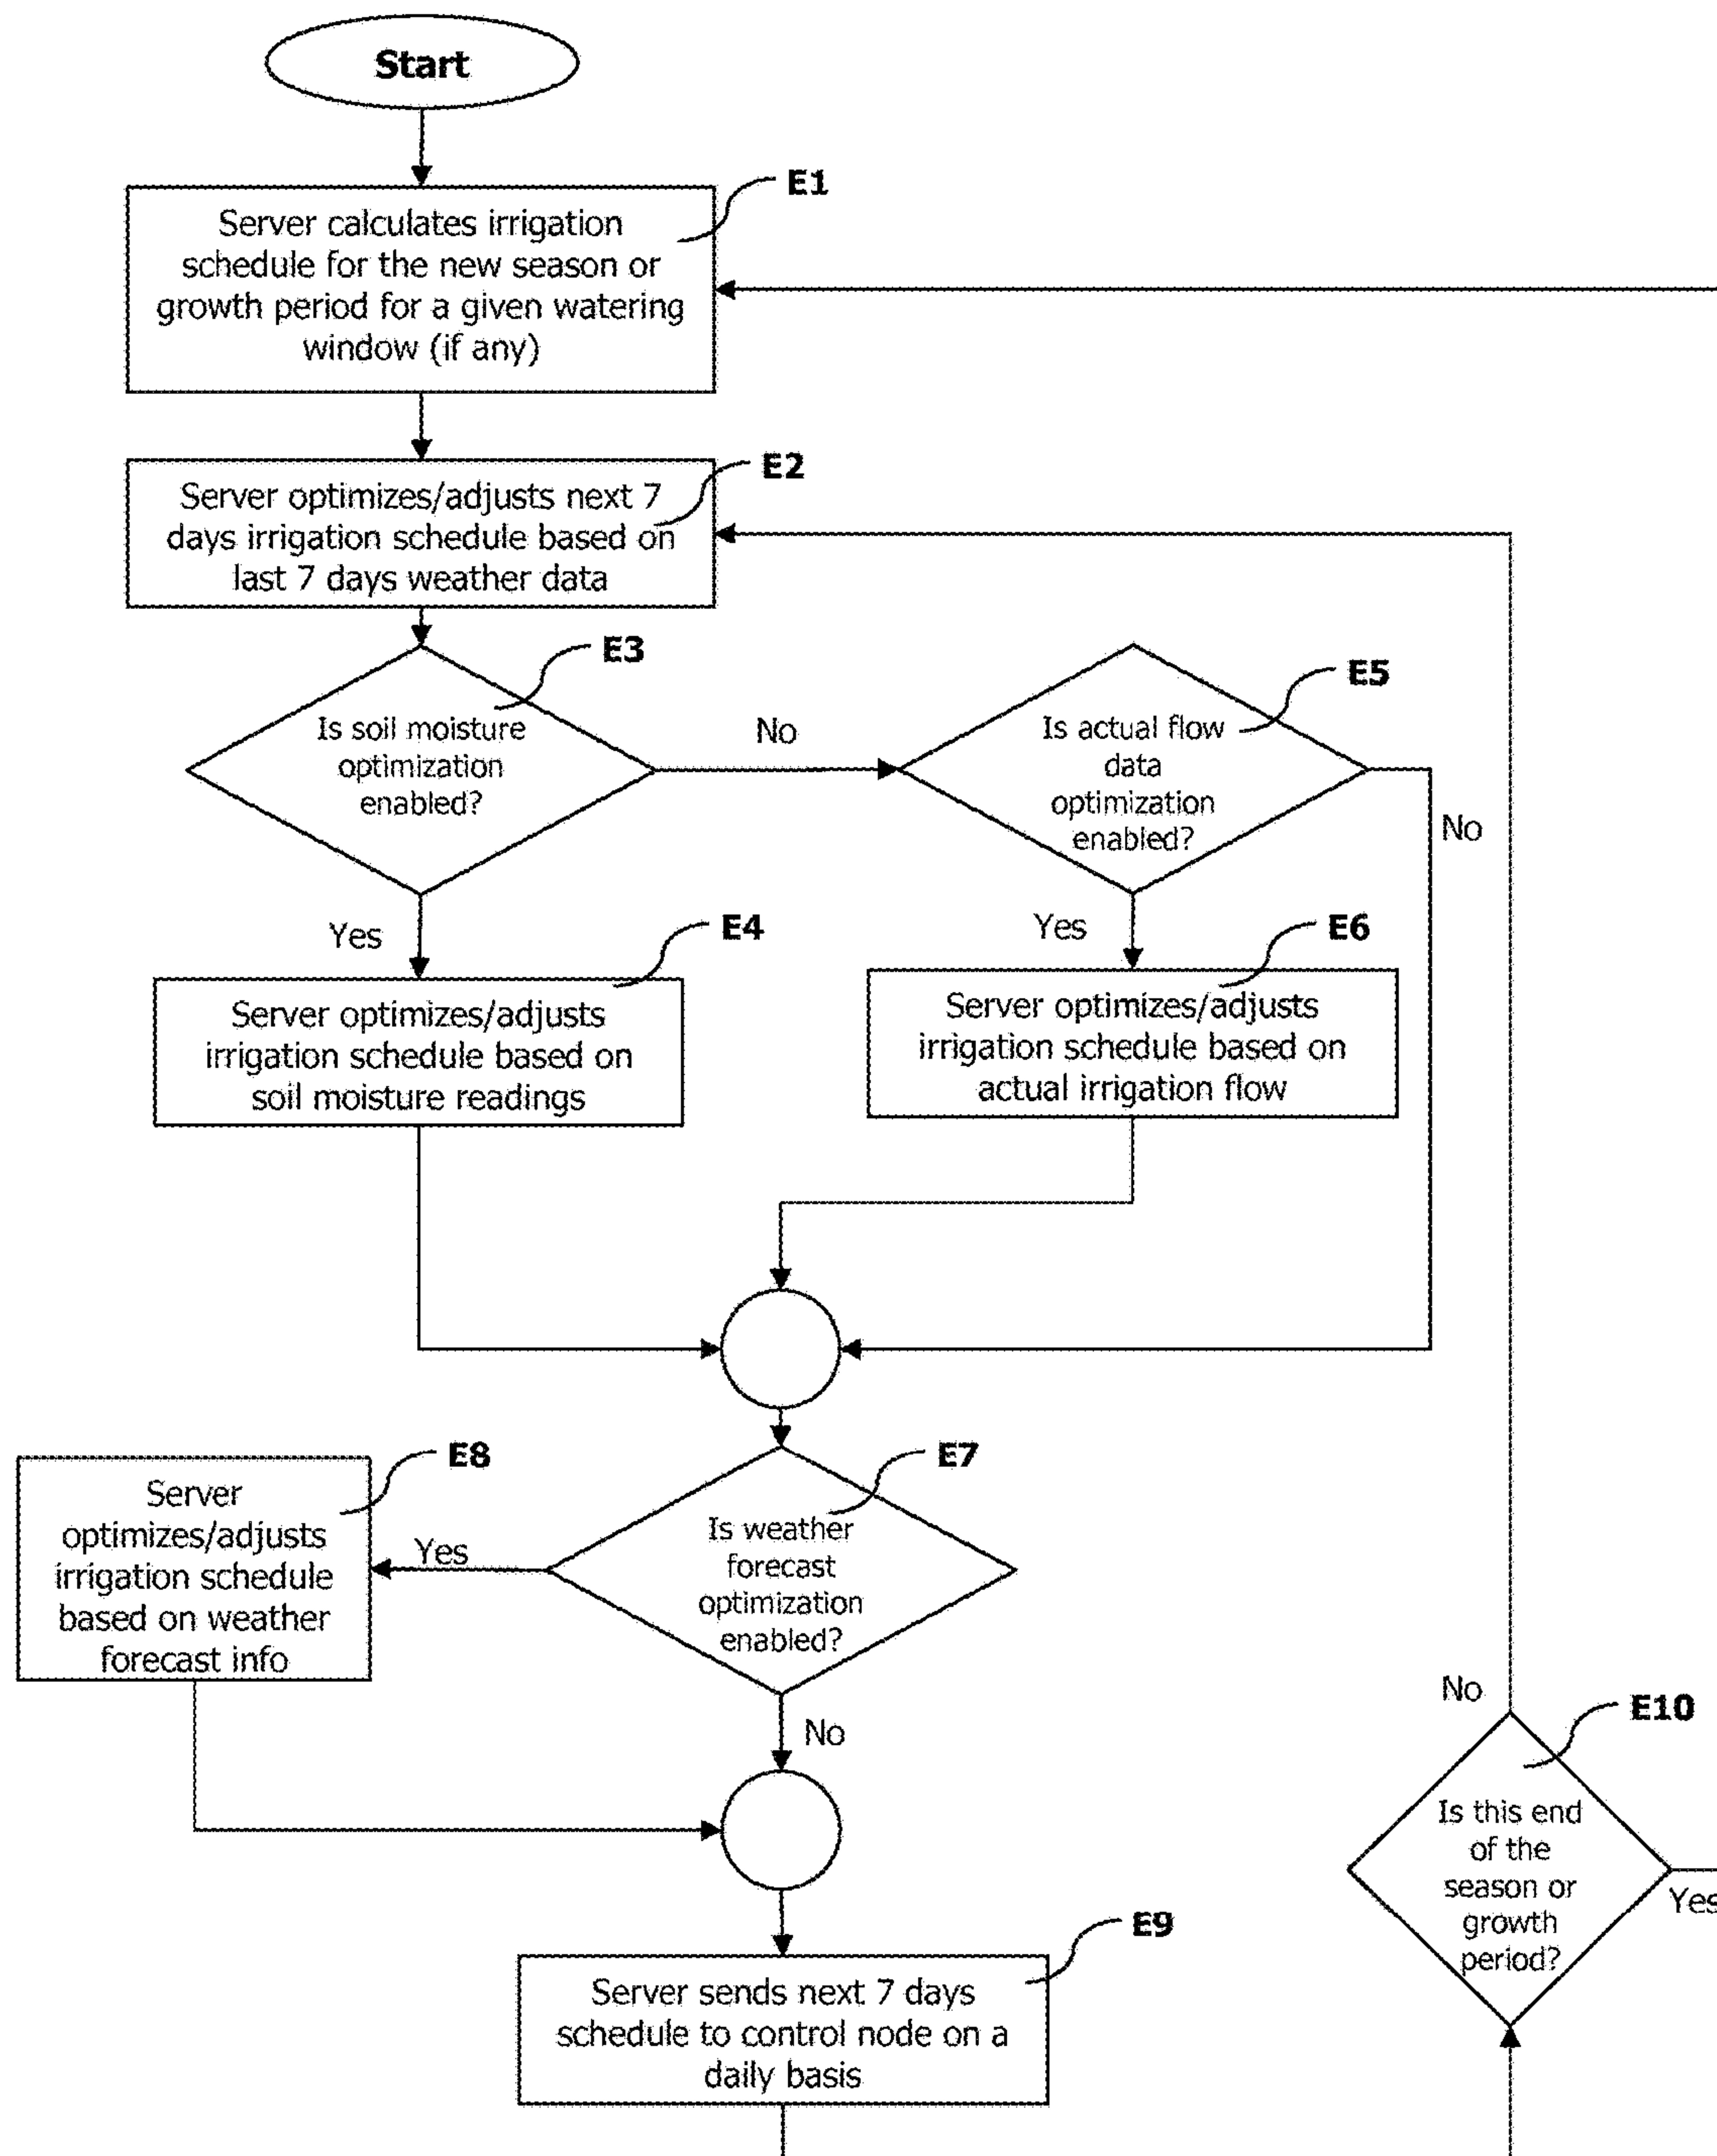 Start
E1
Server calculates irrigation
schedule for the new season or
growth period for a given watering
window (if any)
E2
Server optimizes/adjusts next 7
days irrigation schedule based on
last 7 days weather data
E3
Is soil moisture
optimization
enabled?
No
E5
Is actual flow
data
optimization
enabled?
No
Yes
E4
Server optimizes/adjusts
irrigation schedule based on
soil moisture readings
Yes
E6
Server optimizes/adjusts
irrigation schedule based on
actual irrigation flow
E7
Is weather
forecast
optimization
enabled?
Yes
E8
Server
optimizes/adjusts
irrigation schedule
based on weather
forecast info
No
E9
Server sends next 7 days
schedule to control node on a
daily basis
No
E10
Is this end
of the
season or
growth
period?
Yes